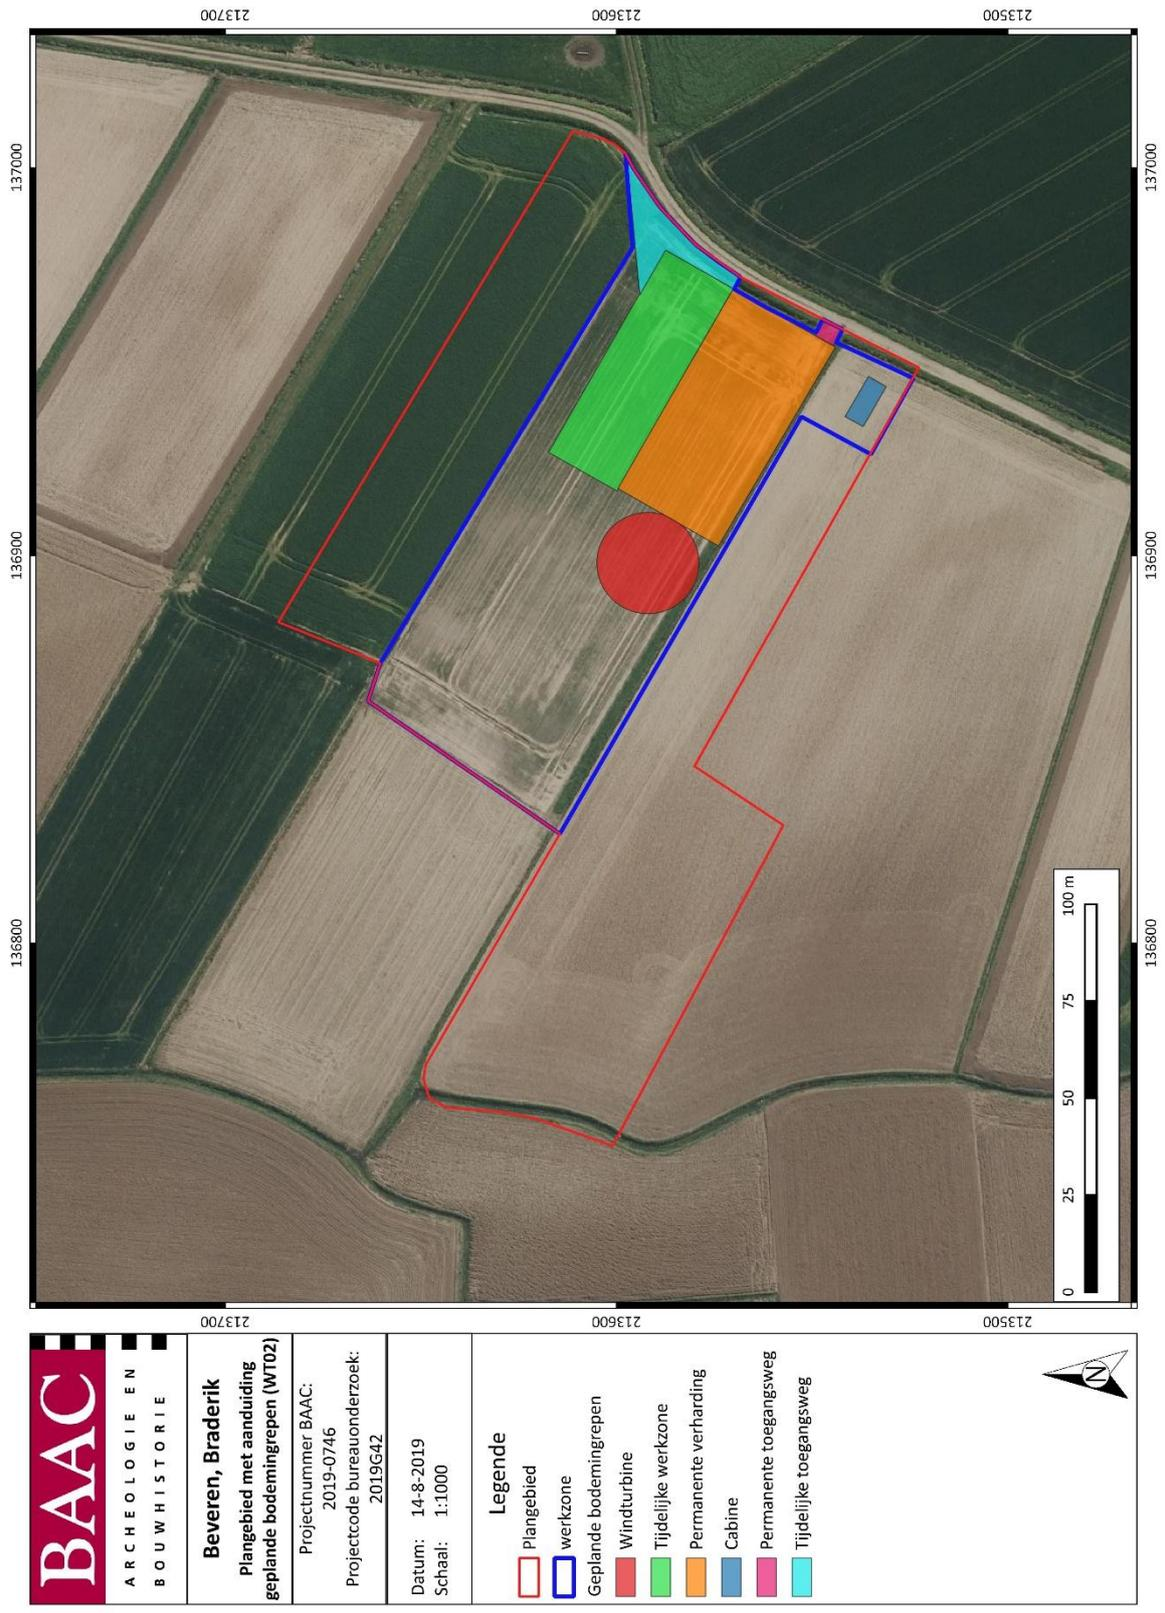 BAAC
ARCHEOLOGIE EN
BOUWHISTORIE
Beveren, Braderik
Plangebied met aanduiding
geplande bodemingrepen (WT02)
Projectnummer BAAC:
2019-0746
Projectcode bureauonderzoek:
2019G42
Datum: 14-8-2019
Schaal: 1:1000
Legende
Plangebied
werkzone
Geplande bodemingrepen
Windturbine
Tijdelijke werkzone
Permanente verharding
Cabine
Permanente toegangsweg
Tijdelijke toegangsweg
N
136800
136900
137000
213700
213700
213600
213600
213500
213500
0
25
50
75
100 m
136800
136900
137000